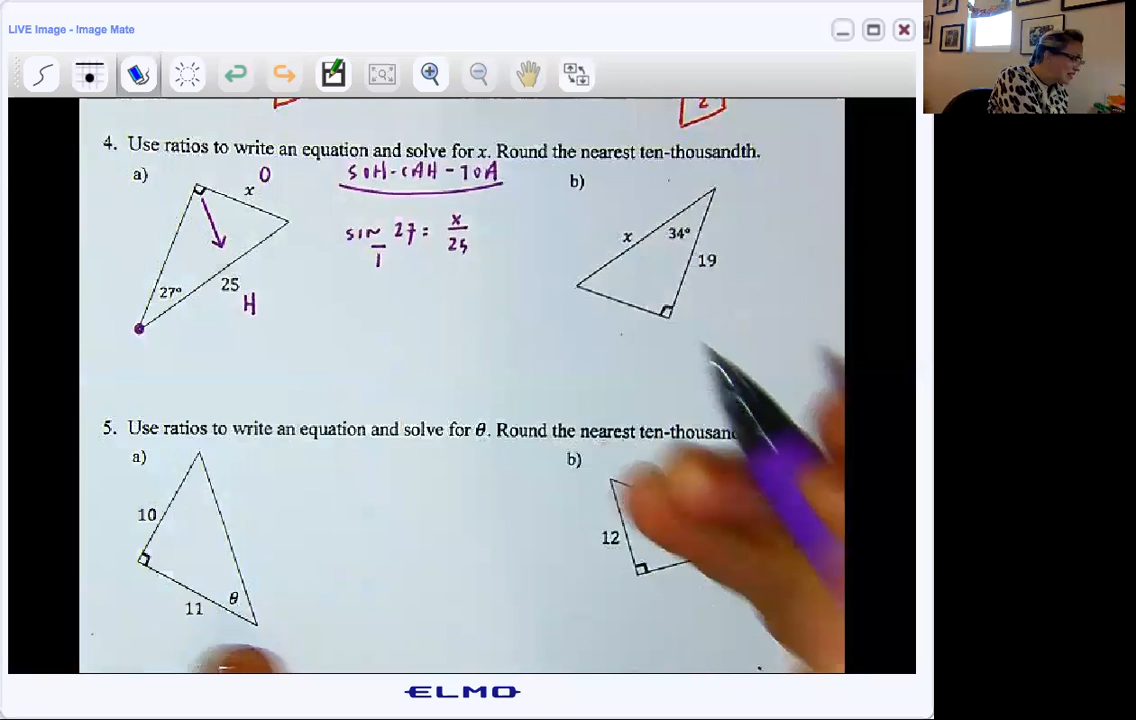 LIVE Image - Image Mate
2
4. Use ratios to write an equation and solve for x. Round the nearest ten-thousandth.
a)
O
x
27°
25
H
SOH-CAH-TOA
sin 27 = x/25
1
b)
x
34°
19
5. Use ratios to write an equation and solve for θ. Round the nearest
a)
10
11
θ
b)
12
ELMO